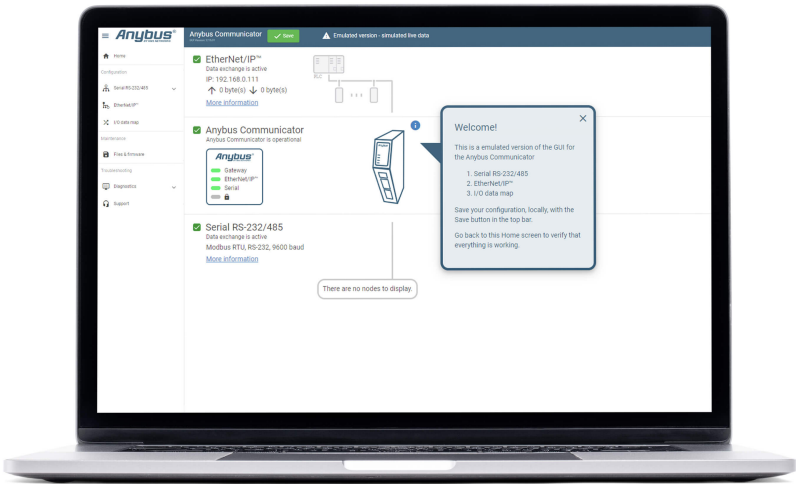 Anybus®
Anybus Communicator
Save
Emulated version - simulated live data
Home
Configuration
Serial RS-232/485
EtherNet/IP™
I/O data map
Maintenance
Files & firmware
Troubleshooting
Diagnostics
Support
EtherNet/IP™
Data exchange is active
IP: 192.168.0.111
0 byte(s) 0 byte(s)
More information
PLC
Anybus Communicator
Anybus Communicator is operational
Anybus®
Gateway
EtherNet/IP™
Serial
Serial RS-232/485
Data exchange is active
Modbus RTU, RS-232, 9600 baud
More information
There are no nodes to display.
Welcome!
This is a emulated version of the GUI for
the Anybus Communicator
1. Serial RS-232/485
2. EtherNet/IP™
3. I/O data map
Save your configuration, locally, with the
Save button in the top bar.
Go back to this Home screen to verify that
everything is working.